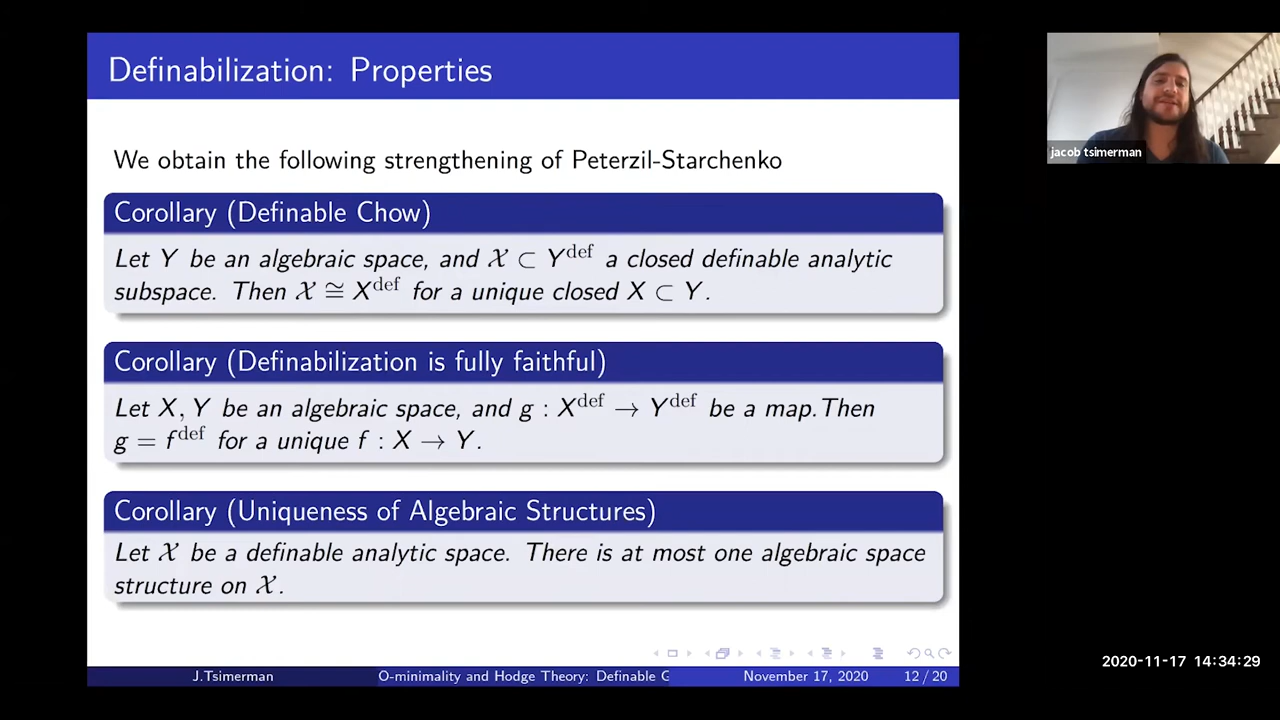 Definabilization: Properties
We obtain the following strengthening of Peterzil-Starchenko
Corollary (Definable Chow)
Let Y be an algebraic space, and 𝒳 ⊂ Y^def a closed definable analytic
subspace. Then 𝒳 ≅ X^def for a unique closed X ⊂ Y.
Corollary (Definabilization is fully faithful)
Let X, Y be an algebraic space, and g : X^def → Y^def be a map.Then
g = f^def for a unique f : X → Y.
Corollary (Uniqueness of Algebraic Structures)
Let 𝒳 be a definable analytic space. There is at most one algebraic space
structure on 𝒳.
J.Tsimerman
O-minimality and Hodge Theory: Definable G
November 17, 2020
12 / 20
jacob tsimerman
2020-11-17 14:34:29